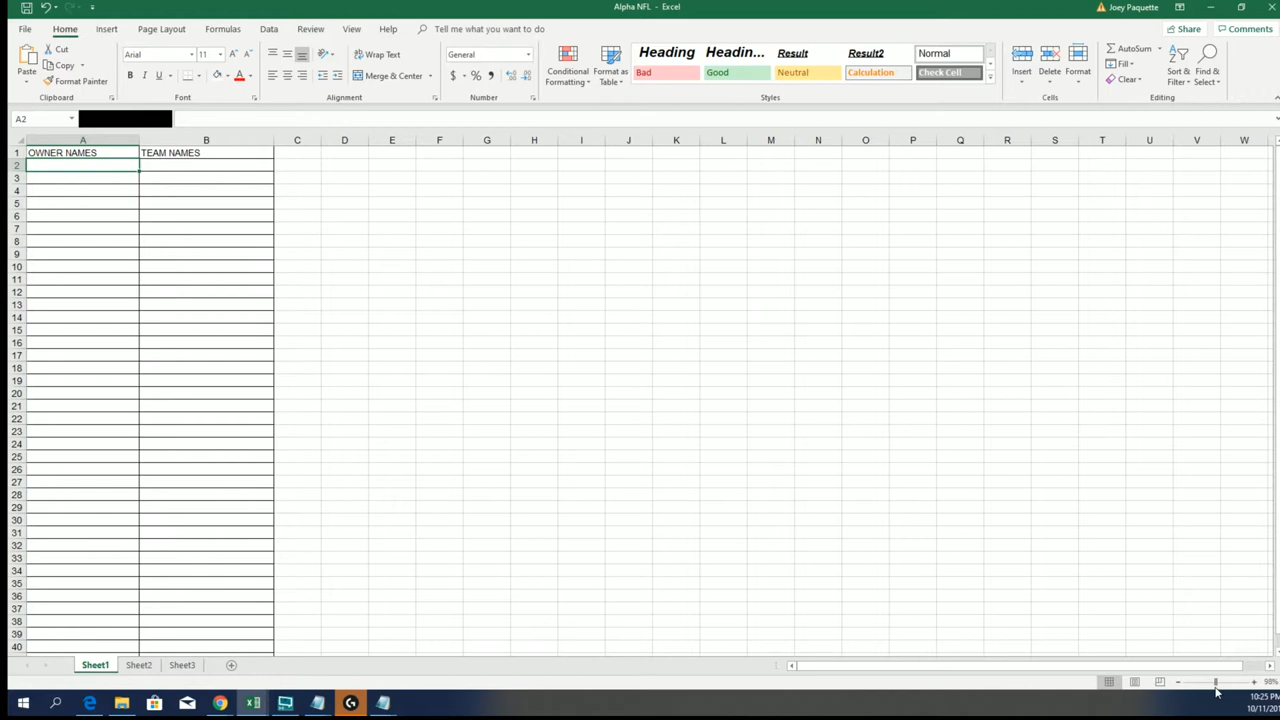 Alpha NFL - Excel
Joey Paquette
File Home Insert Page Layout Formulas Data Review View Help Tell me what you want to do
Share Comments
Paste Cut Copy Format Painter
Clipboard
Arial 11
B I U A
Font
Wrap Text
Merge & Center
Alignment
General
$ % ,
Number
Conditional Formatting
Format as Table
Heading Headin... Result Result2 Normal
Bad Good Neutral Calculation Check Cell
Styles
Insert Delete Format
Cells
AutoSum
Fill
Clear
Sort & Filter
Find & Select
Editing
A2
A B C D E F G H I J K L M N O P Q R S T U V W
1 OWNER NAMES TEAM NAMES
2
3
4
5
6
7
8
9
10
11
12
13
14
15
16
17
18
19
20
21
22
23
24
25
26
27
28
29
30
31
32
33
34
35
36
37
38
39
40
Sheet1 Sheet2 Sheet3
98%
10:25 PM
10/11/201